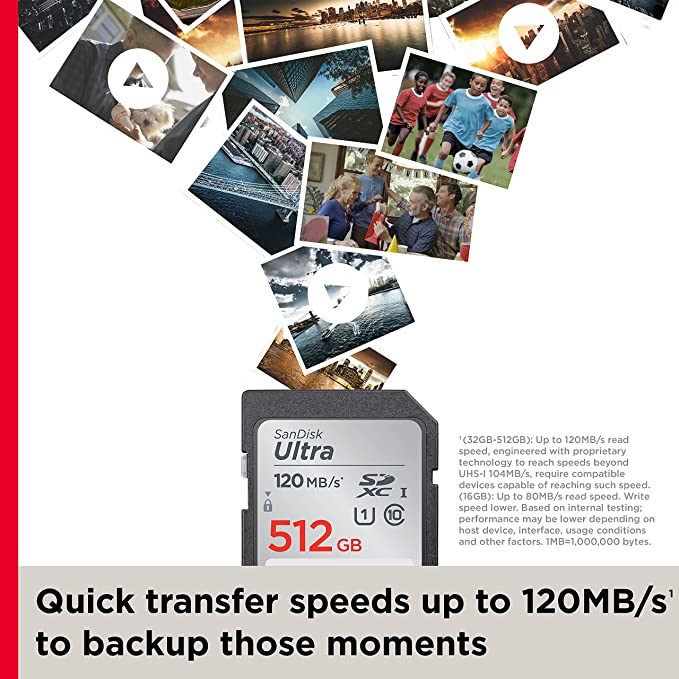 SanDisk
Ultra
120 MB/s*
SD
XC I
1 10
512 GB
¹(32GB-512GB): Up to 120MB/s read
speed, engineered with proprietary
technology to reach speeds beyond
UHS-I 104MB/s, require compatible
devices capable of reaching such speed.
(16GB): Up to 80MB/s read speed. Write
speed lower. Based on internal testing;
performance may be lower depending on
host device, interface, usage conditions
and other factors. 1MB=1,000,000 bytes.
Quick transfer speeds up to 120MB/s¹
to backup those moments